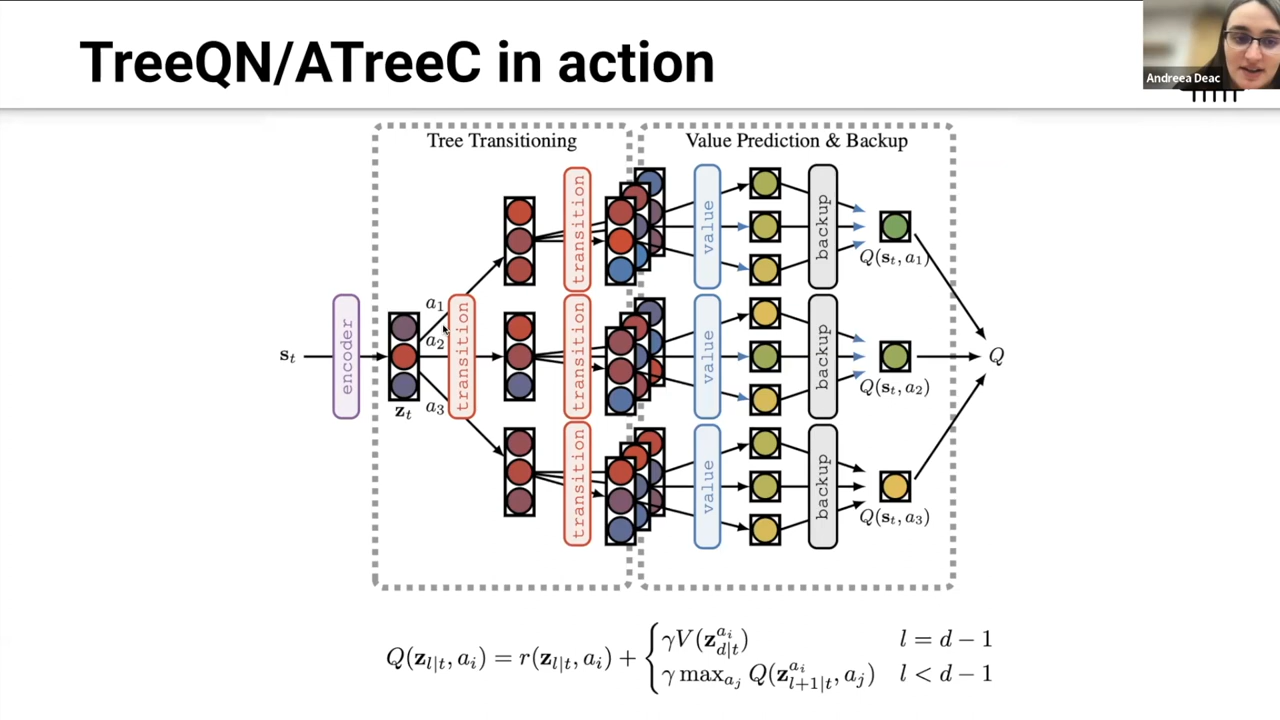 TreeQN/ATreeC in action
Andreea Deac
Tree Transitioning
Value Prediction & Backup
transition
value
backup
Q(s_t, a_1)
a_1
s_t
encoder
a_2
transition
transition
value
backup
Q
z_t
a_3
Q(s_t, a_2)
transition
value
backup
Q(s_t, a_3)
Q(z_{l|t}, a_i) = r(z_{l|t}, a_i) + {
γV(z^{a_i}_{d|t}) l = d − 1
γ max_{a_j} Q(z^{a_i}_{l+1|t}, a_j) l < d − 1